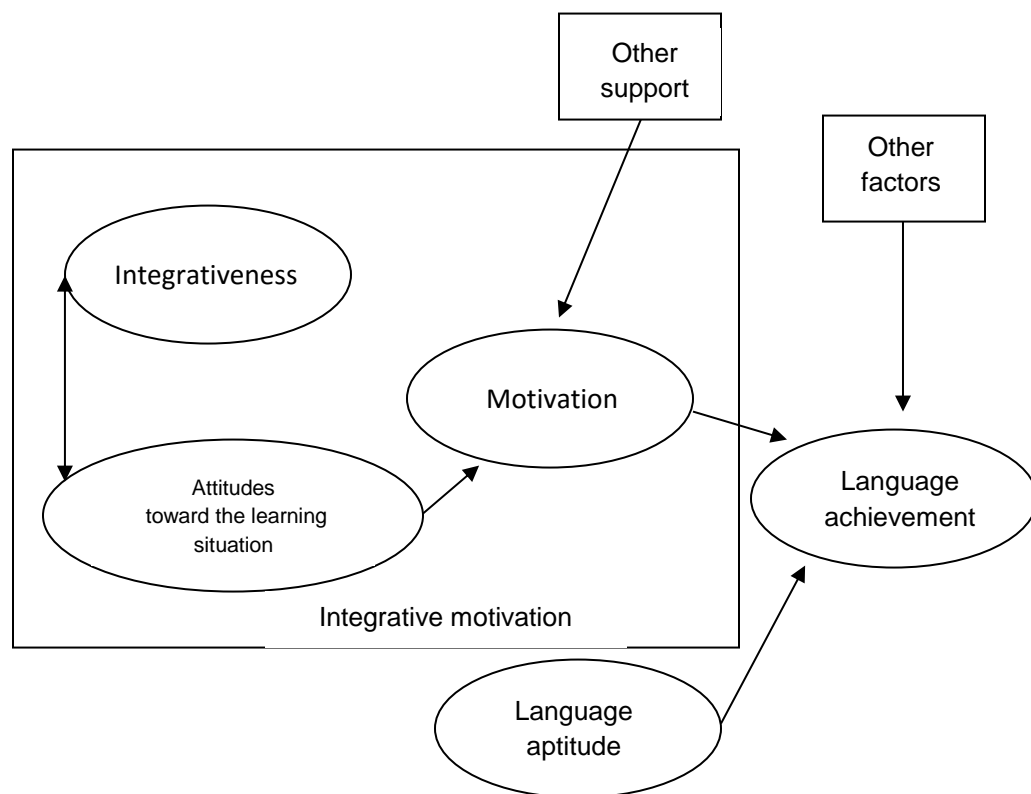 Other
support
Other
factors
Integrativeness
Motivation
Attitudes
toward the learning
situation
Language
achievement
Integrative motivation
Language
aptitude